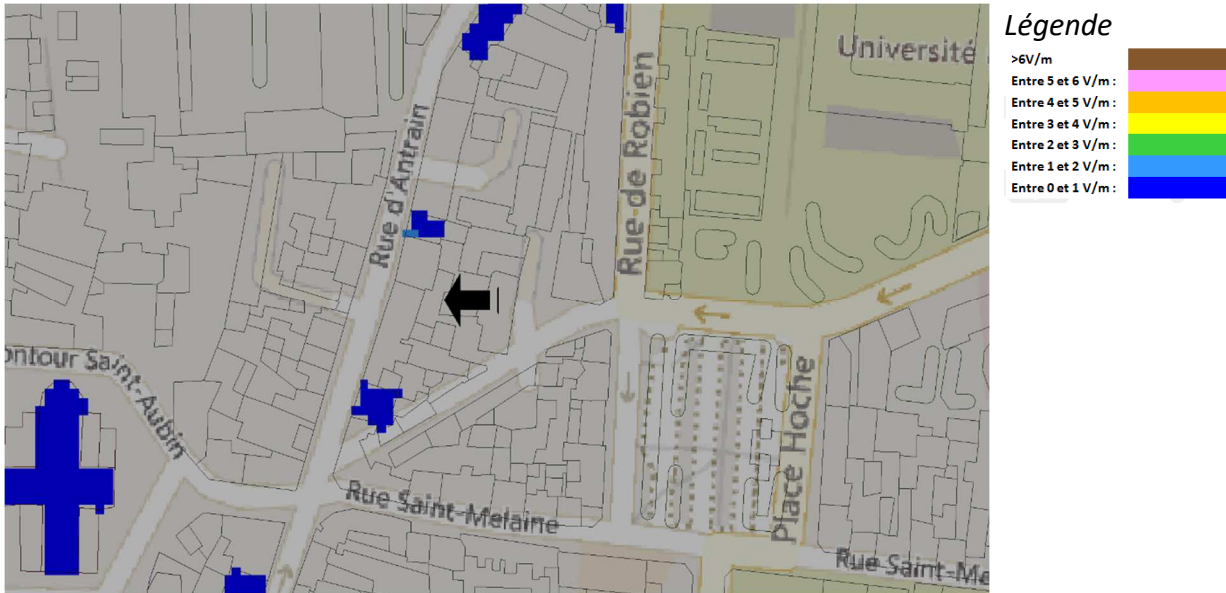 Légende
>6V/m
Entre 5 et 6 V/m :
Entre 4 et 5 V/m :
Entre 3 et 4 V/m :
Entre 2 et 3 V/m :
Entre 1 et 2 V/m :
Entre 0 et 1 V/m :
Université
Rue d'Antrain
Rue de Robien
ontour Saint-Aubin
Place Hoche
Rue Saint-Melaine
Rue Saint-Me